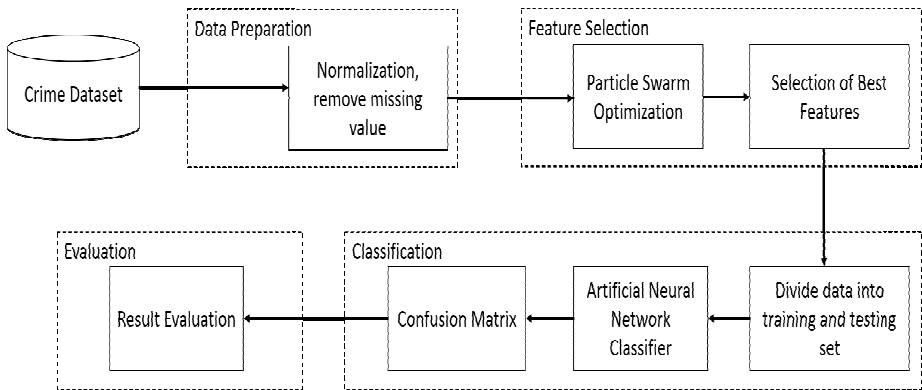 Data Preparation
Feature Selection
Crime Dataset
Normalization,
remove missing
value
Particle Swarm
Optimization
Selection of Best
Features
Evaluation
Classification
Result Evaluation
Confusion Matrix
Artificial Neural
Network
Classifier
Divide data into
training and testing
set